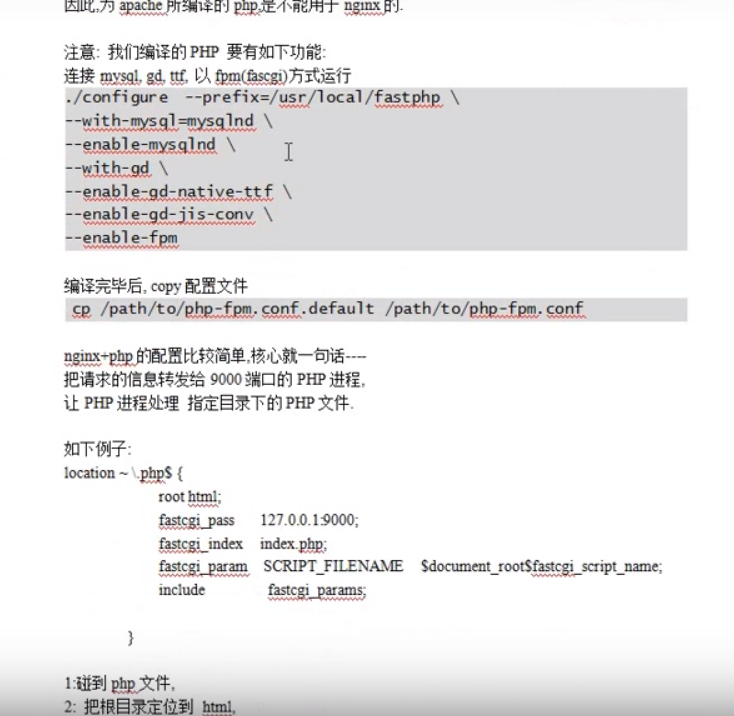 因此,为 apache 所编译的 php,是不能用于 nginx 的.
注意: 我们编译的 PHP 要有如下功能:
连接 mysql, gd, ttf, 以 fpm(fascgi)方式运行
./configure --prefix=/usr/local/fastphp \
--with-mysql=mysqlnd \
--enable-mysqlnd \
--with-gd \
--enable-gd-native-ttf \
--enable-gd-jis-conv \
--enable-fpm
编译完毕后, copy 配置文件
cp /path/to/php-fpm.conf.default /path/to/php-fpm.conf
nginx+php 的配置比较简单,核心就一句话----
把请求的信息转发给 9000 端口的 PHP 进程,
让 PHP 进程处理 指定目录下的 PHP 文件.
如下例子:
location ~ \.php$ {
root html;
fastcgi_pass 127.0.0.1:9000;
fastcgi_index index.php;
fastcgi_param SCRIPT_FILENAME $document_root$fastcgi_script_name;
include fastcgi_params;
}
1:碰到 php 文件,
2: 把根目录定位到 html,